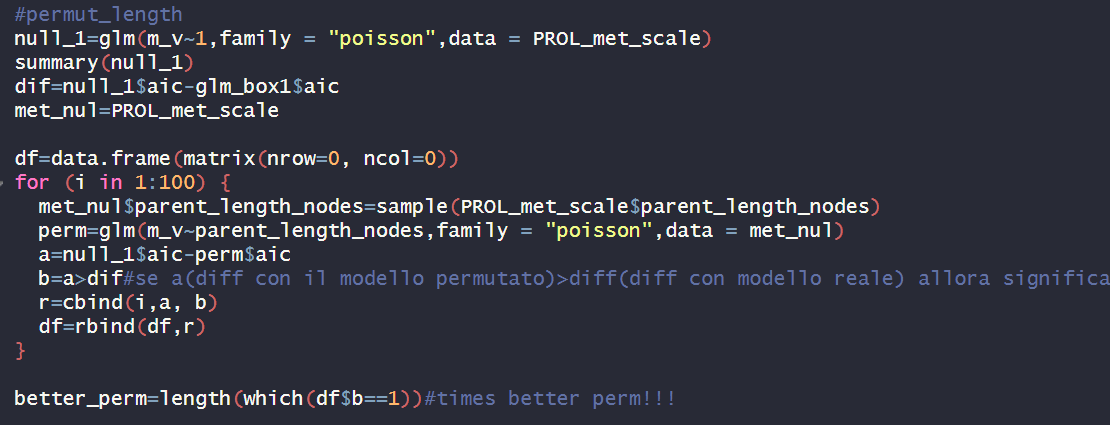 #permut_length
null_1=glm(m_v~1,family = "poisson",data = PROL_met_scale)
summary(null_1)
dif=null_1$aic-glm_box1$aic
met_nul=PROL_met_scale
df=data.frame(matrix(nrow=0, ncol=0))
for (i in 1:100) {
met_nul$parent_length_nodes=sample(PROL_met_scale$parent_length_nodes)
perm=glm(m_v~parent_length_nodes,family = "poisson",data = met_nul)
a=null_1$aic-perm$aic
b=a>dif#se a(diff con il modello permutato)>diff(diff con modello reale) allora significa
r=cbind(i,a, b)
df=rbind(df,r)
}
better_perm=length(which(df$b==1))#times better perm!!!